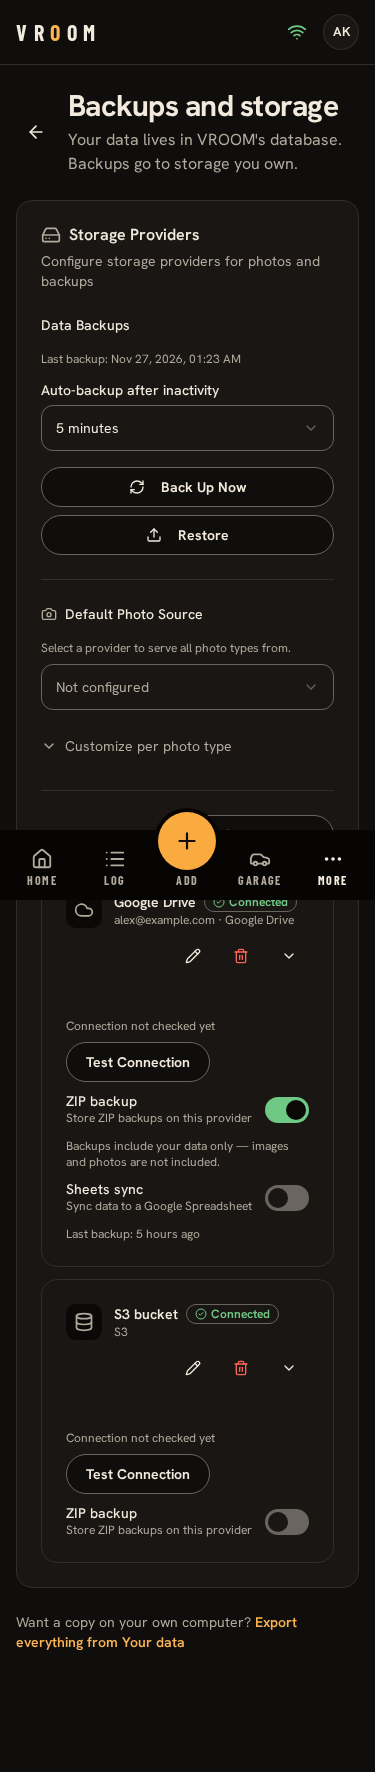 VROOM
AK
Backups and storage
Your data lives in VROOM's database.
Backups go to storage you own.
Storage Providers
Configure storage providers for photos and
backups
Data Backups
Last backup: Nov 27, 2026, 01:23 AM
Auto-backup after inactivity
5 minutes
Back Up Now
Restore
Default Photo Source
Select a provider to serve all photo types from.
Not configured
Customize per photo type
HOME
LOG
ADD
GARAGE
MORE
Google Drive
Connected
alex@example.com · Google Drive
Connection not checked yet
Test Connection
ZIP backup
Store ZIP backups on this provider
Backups include your data only — images
and photos are not included.
Sheets sync
Sync data to a Google Spreadsheet
Last backup: 5 hours ago
S3 bucket
Connected
S3
Connection not checked yet
Test Connection
ZIP backup
Store ZIP backups on this provider
Want a copy on your own computer? Export
everything from Your data